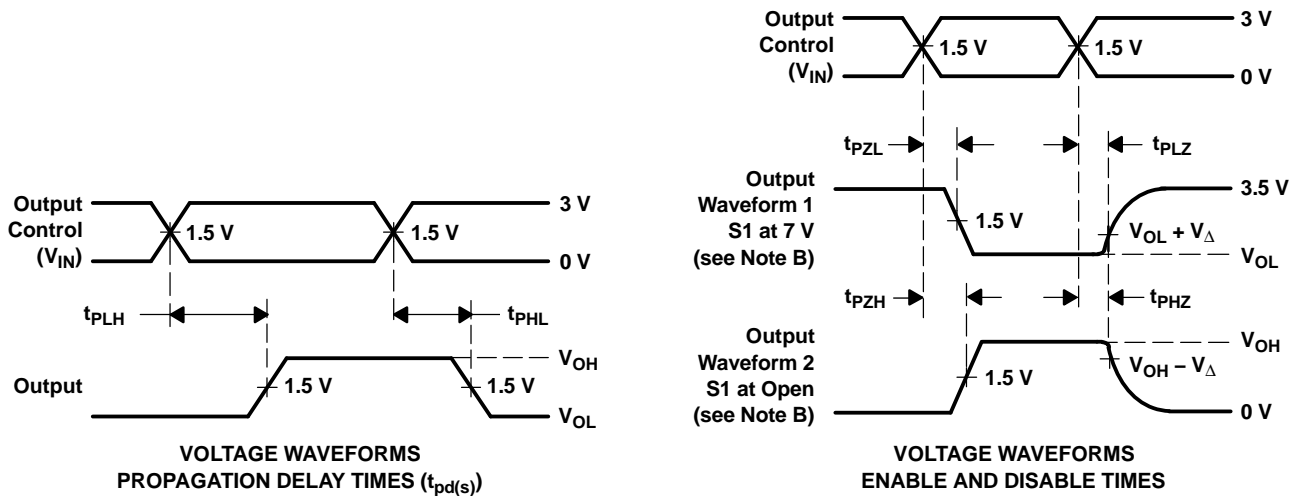 Output
Control
(VIN)
3 V
1.5 V
1.5 V
0 V
tPLH
tPHL
Output
VOH
1.5 V
1.5 V
VOL
VOLTAGE WAVEFORMS
PROPAGATION DELAY TIMES (tpd(s))
Output
Control
(VIN)
3 V
1.5 V
1.5 V
0 V
tPZL
tPLZ
Output
Waveform 1
S1 at 7 V
(see Note B)
3.5 V
1.5 V
VOL + VΔ
VOL
tPZH
tPHZ
Output
Waveform 2
S1 at Open
(see Note B)
VOH
VOH − VΔ
1.5 V
0 V
VOLTAGE WAVEFORMS
ENABLE AND DISABLE TIMES